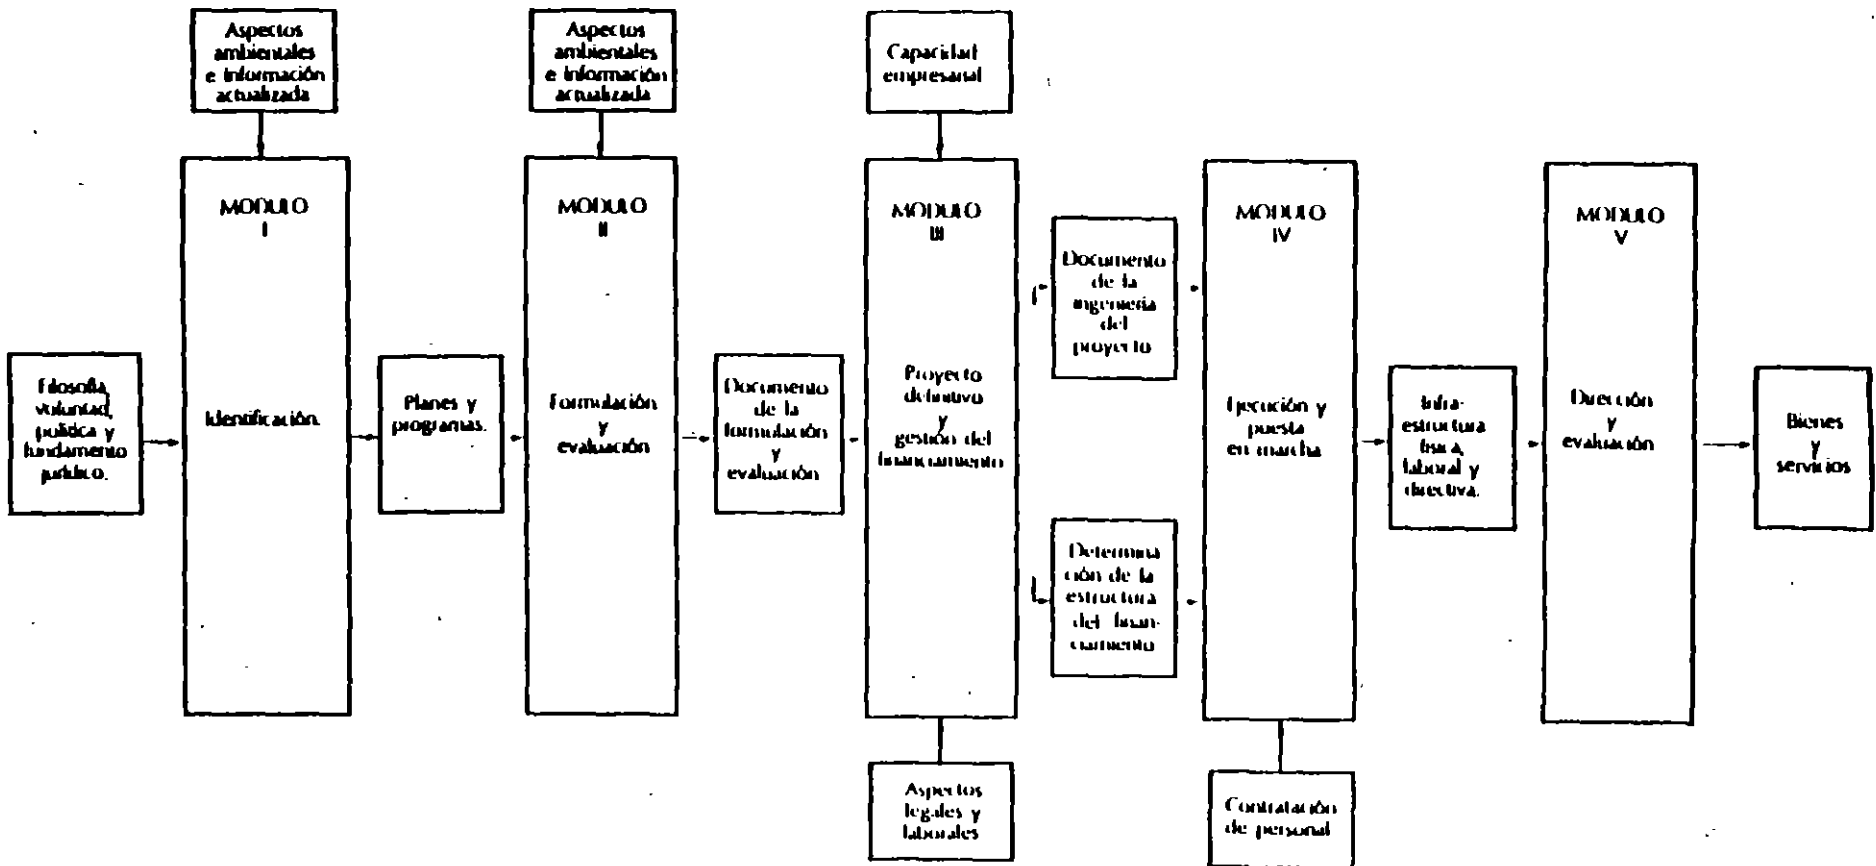 Aspectos
ambientales
e Información
actualizada
Aspectos
ambientales
e Información
actualizada
Capacidad
empresarial
MODULO
I
Identificación.
MODULO
II
Formulación
y
evaluación
MODULO
III
Proyecto
definitivo
y
gestión del
financiamiento
MODULO
IV
Ejecución y
puesta
en marcha
MODULO
V
Dirección
y
evaluación
Filosofía,
voluntad,
política y
fundamento
jurídico.
Planes y
programas.
Documento
de la
formulación
y
evaluación
Documento
de la
ingeniería
del
proyecto
Determina
ción de la
estructura
del finan-
ciamiento
Infra-
estructura
física,
laboral y
directiva.
Bienes
y
servicios
Aspectos
legales y
laborales
Contratación
de personal